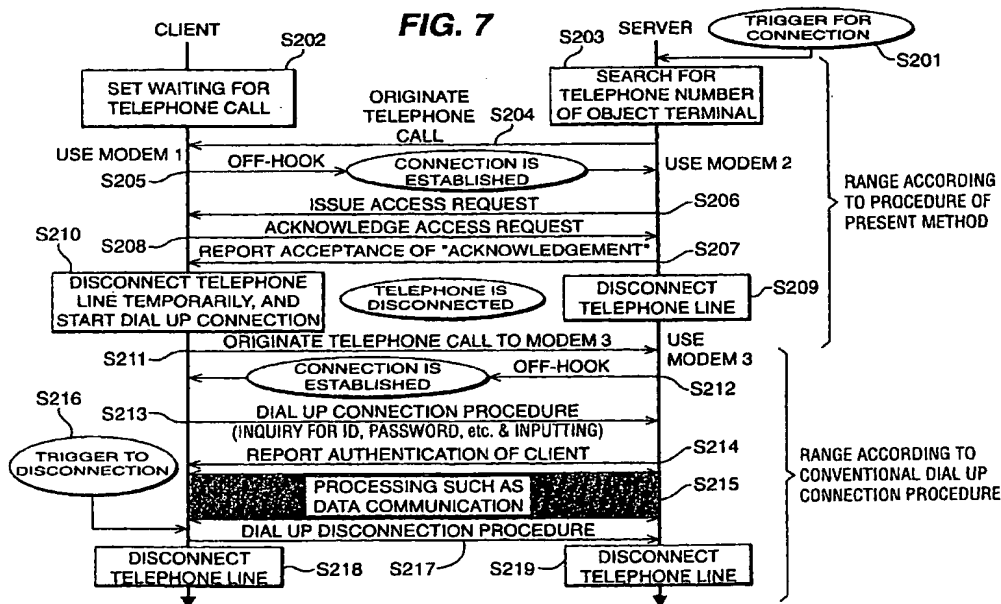 FIG. 7
CLIENT
SERVER
TRIGGER FOR
CONNECTION
S201
S202
S203
SET WAITING FOR
TELEPHONE CALL
SEARCH FOR
TELEPHONE NUMBER
OF OBJECT TERMINAL
ORIGINATE
TELEPHONE
CALL
S204
USE MODEM 1
OFF-HOOK
CONNECTION IS
ESTABLISHED
USE MODEM 2
S205
ISSUE ACCESS REQUEST
S206
RANGE ACCORDING
TO PROCEDURE OF
PRESENT METHOD
S210
S208
ACKNOWLEDGE ACCESS REQUEST
REPORT ACCEPTANCE OF "ACKNOWLEDGEMENT"
S207
DISCONNECT TELEPHONE
LINE TEMPORARILY, AND
START DIAL UP CONNECTION
TELEPHONE IS
DISCONNECTED
DISCONNECT
TELEPHONE LINE
S209
S211
ORIGINATE TELEPHONE CALL TO MODEM 3
USE
MODEM 3
CONNECTION IS
ESTABLISHED
OFF-HOOK
S212
S216
S213
DIAL UP CONNECTION PROCEDURE
(INQUIRY FOR ID, PASSWORD, etc. & INPUTTING)
S214
TRIGGER TO
DISCONNECTION
REPORT AUTHENTICATION OF CLIENT
RANGE ACCORDING TO
CONVENTIONAL DIAL UP
CONNECTION PROCEDURE
PROCESSING SUCH AS
DATA COMMUNICATION
S215
DIAL UP DISCONNECTION PROCEDURE
DISCONNECT
TELEPHONE LINE
S218
S217
S219
DISCONNECT
TELEPHONE LINE